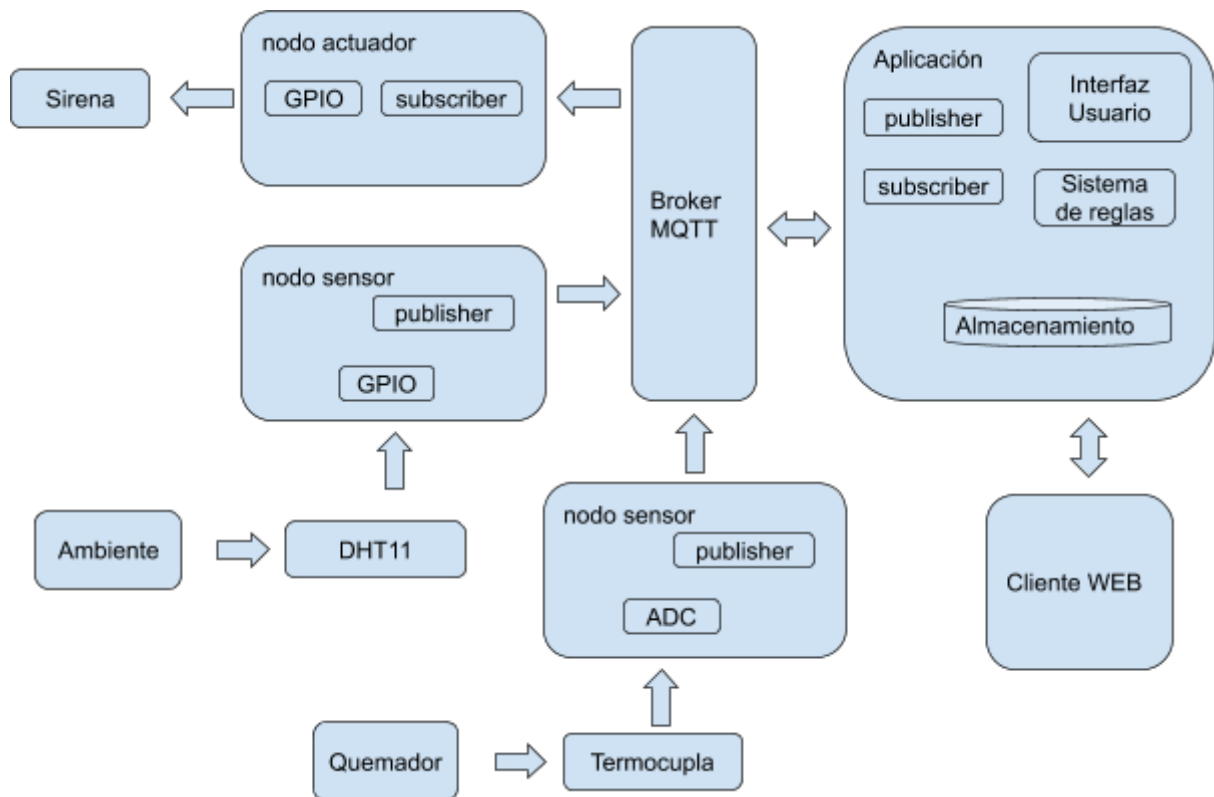 nodo actuador
Sirena
GPIO
subscriber
Broker
MQTT
Aplicación
Interfaz
Usuario
publisher
subscriber
Sistema
de reglas
Almacenamiento
nodo sensor
publisher
GPIO
Ambiente
DHT11
nodo sensor
publisher
ADC
Cliente WEB
Quemador
Termocupla